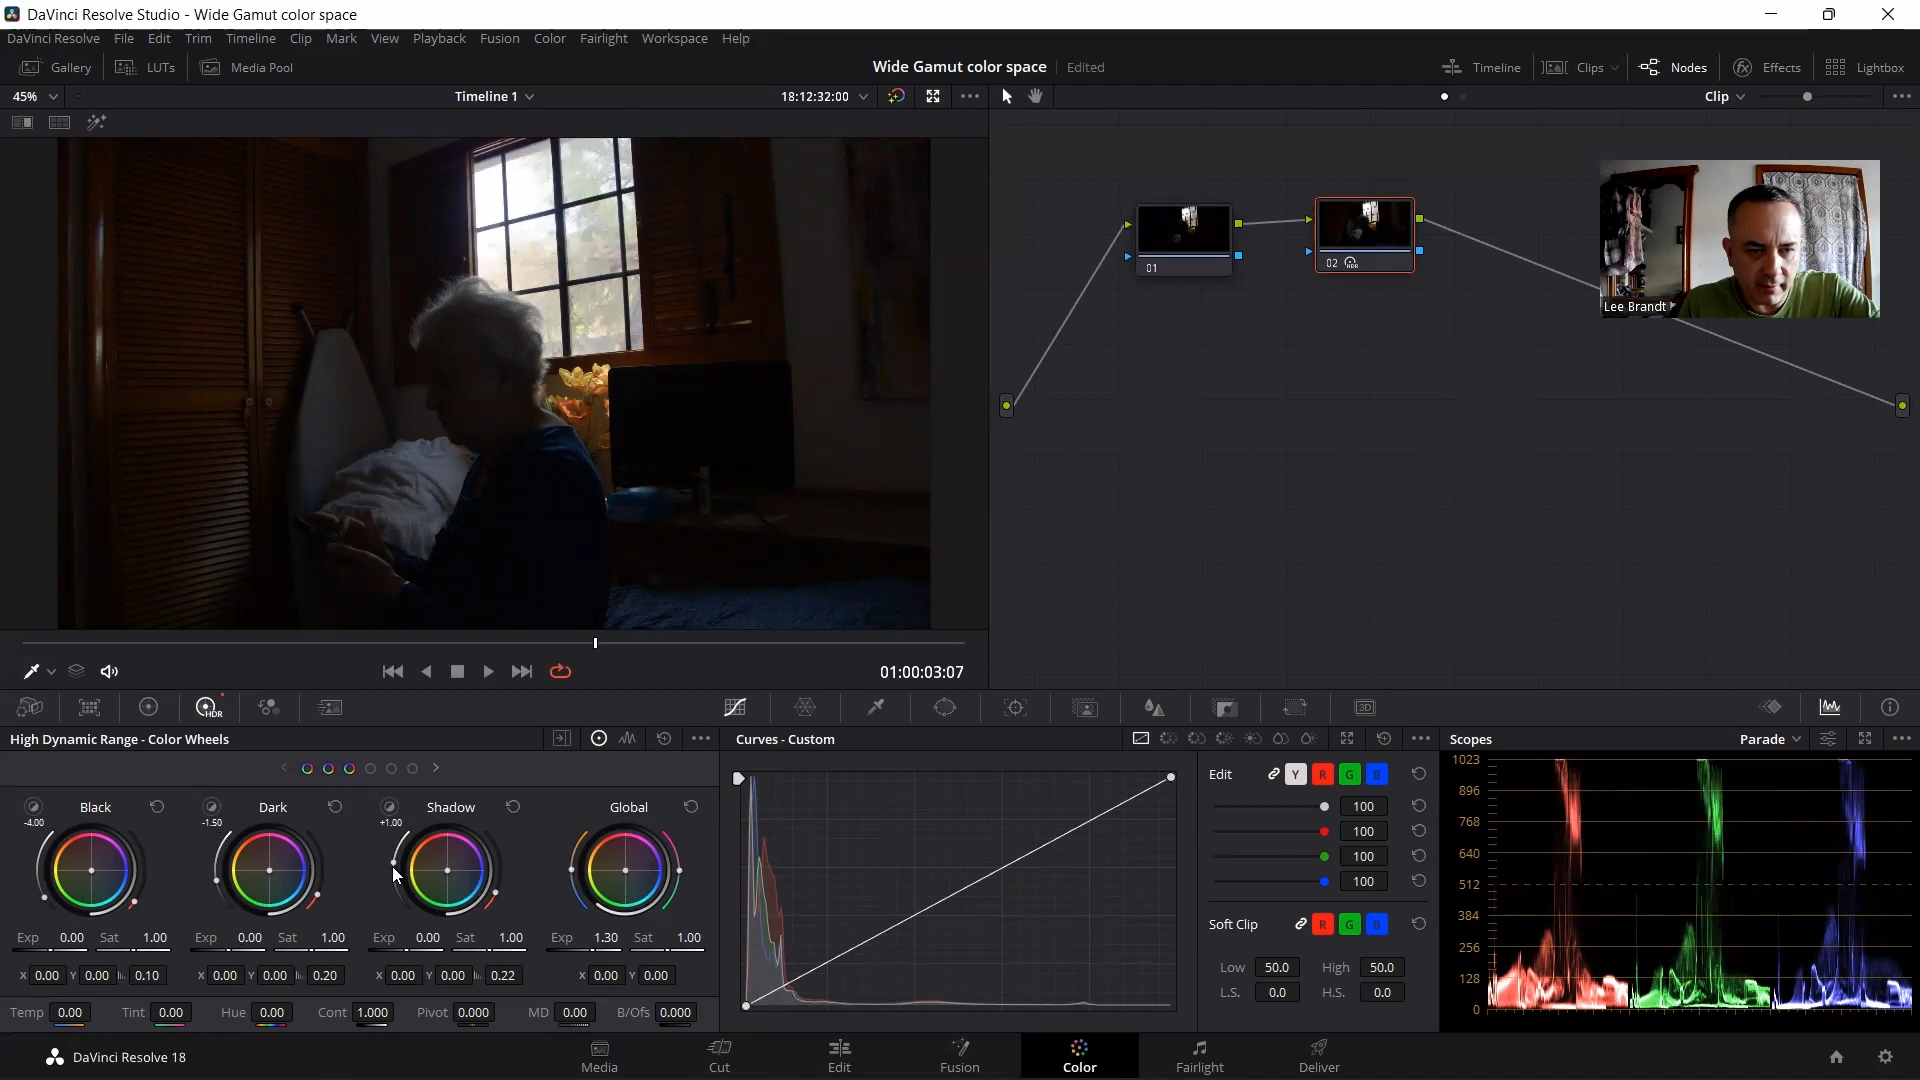 DaVinci Resolve Studio - Wide Gamut color space
DaVinci Resolve File Edit Trim Timeline Clip Mark View Playback Fusion Color Fairlight Workspace Help
Gallery LUTs Media Pool Wide Gamut color space Edited Timeline Clips Nodes Effects Lightbox
45% Timeline 1 18:12:32:00 Clip
01
02 HDR
Lee Brandt
01:00:03:07
HDR 3D
High Dynamic Range - Color Wheels Curves - Custom Scopes Parade
Black Dark Shadow Global
-4.00 -1.50 +1.00
Exp 0.00 Sat 1.00 Exp 0.00 Sat 1.00 Exp 0.00 Sat 1.00 Exp 1.30 Sat 1.00
X 0.00 Y 0.00 0.10 X 0.00 Y 0.00 0.20 X 0.00 Y 0.00 0.22 X 0.00 Y 0.00
Temp 0.00 Tint 0.00 Hue 0.00 Cont 1.000 Pivot 0.000 MD 0.00 B/Ofs 0.000
Edit Y R G B
100
100
100
100
Soft Clip R G B
Low 50.0 High 50.0
L.S. 0.0 H.S. 0.0
1023
896
768
640
512
384
256
128
0
DaVinci Resolve 18 Media Cut Edit Fusion Color Fairlight Deliver